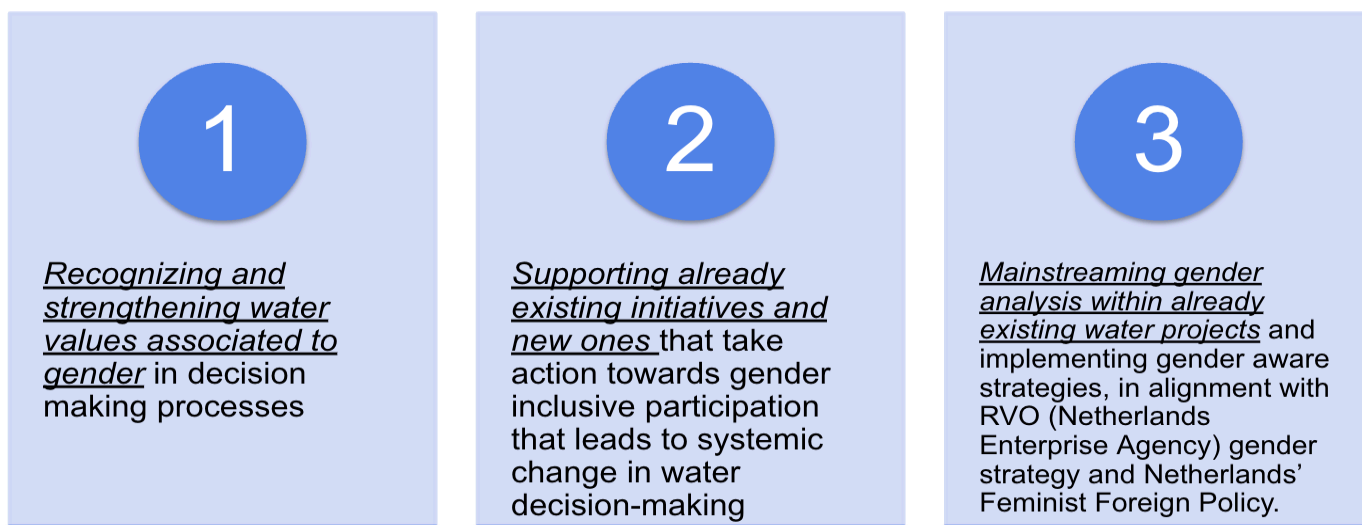 1
Recognizing and
strengthening water
values associated to
gender in decision
making processes
2
Supporting already
existing initiatives and
new ones that take
action towards gender
inclusive participation
that leads to systemic
change in water
decision-making
3
Mainstreaming gender
analysis within already
existing water projects and
implementing gender aware
strategies, in alignment with
RVO (Netherlands
Enterprise Agency) gender
strategy and Netherlands’
Feminist Foreign Policy.